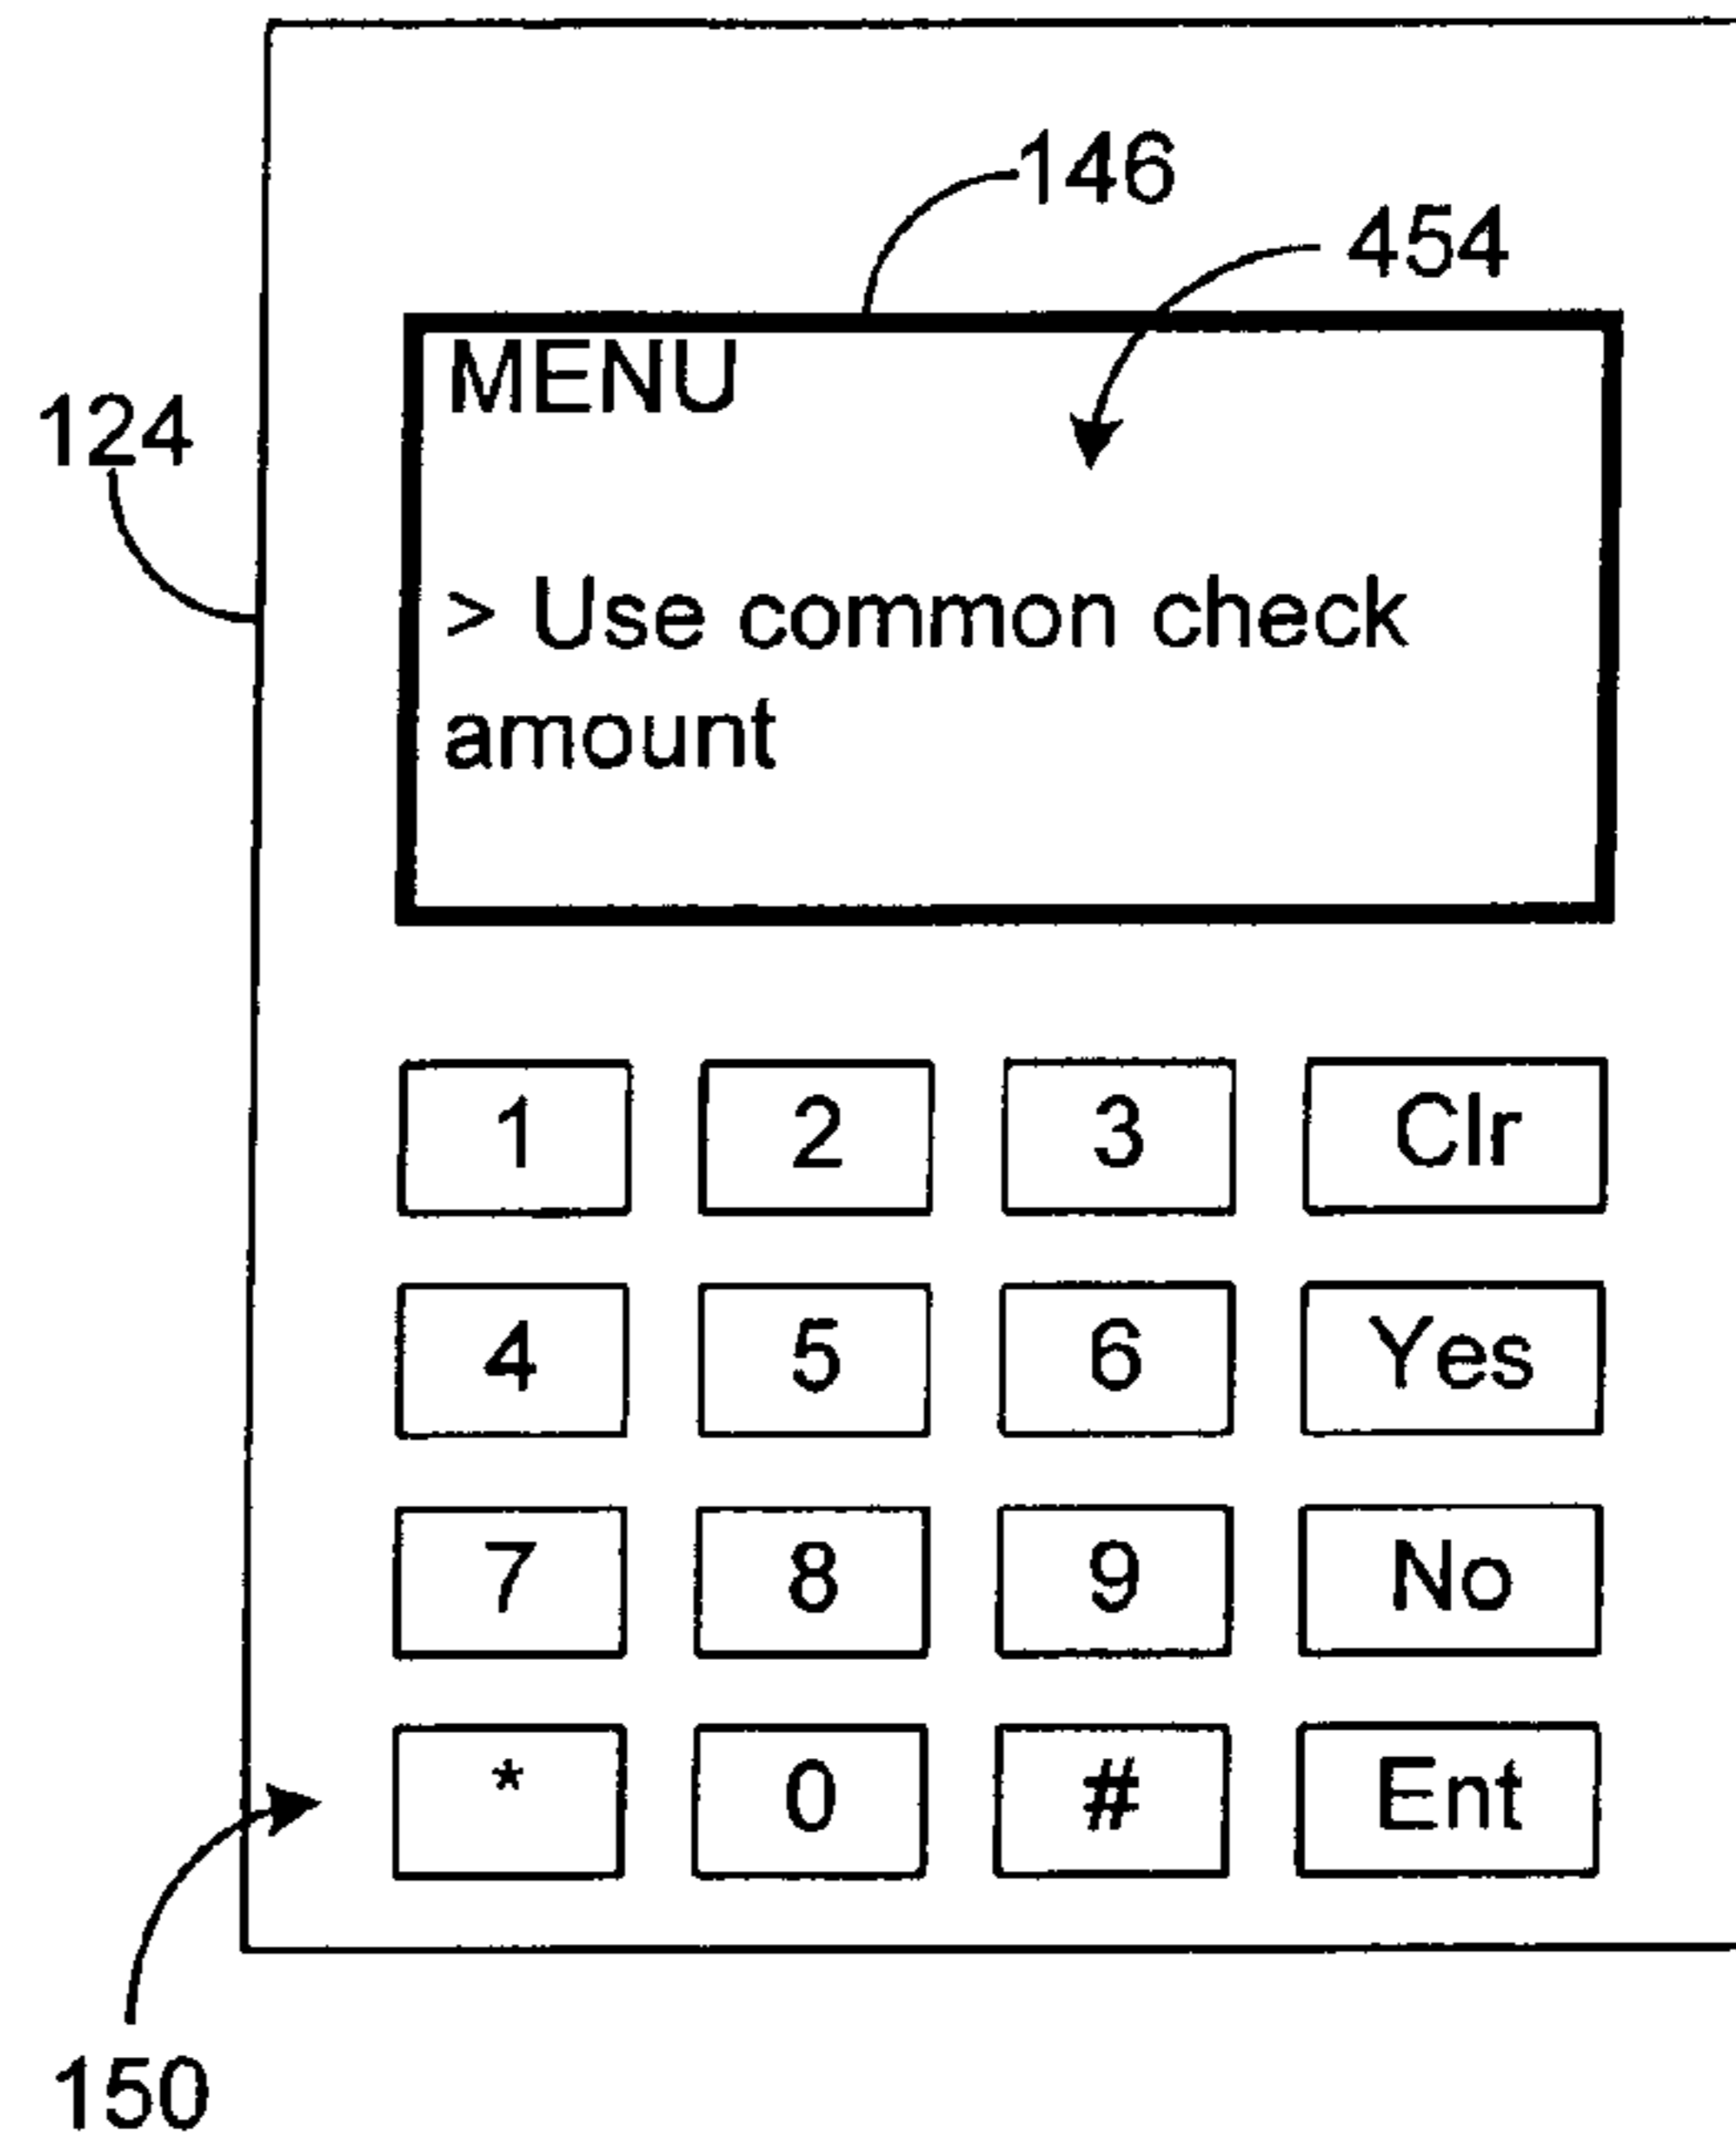 146
454
MENU
124
> Use common check
amount
1 2 3 Clr
4 5 6 Yes
7 8 9 No
* 0 # Ent
150